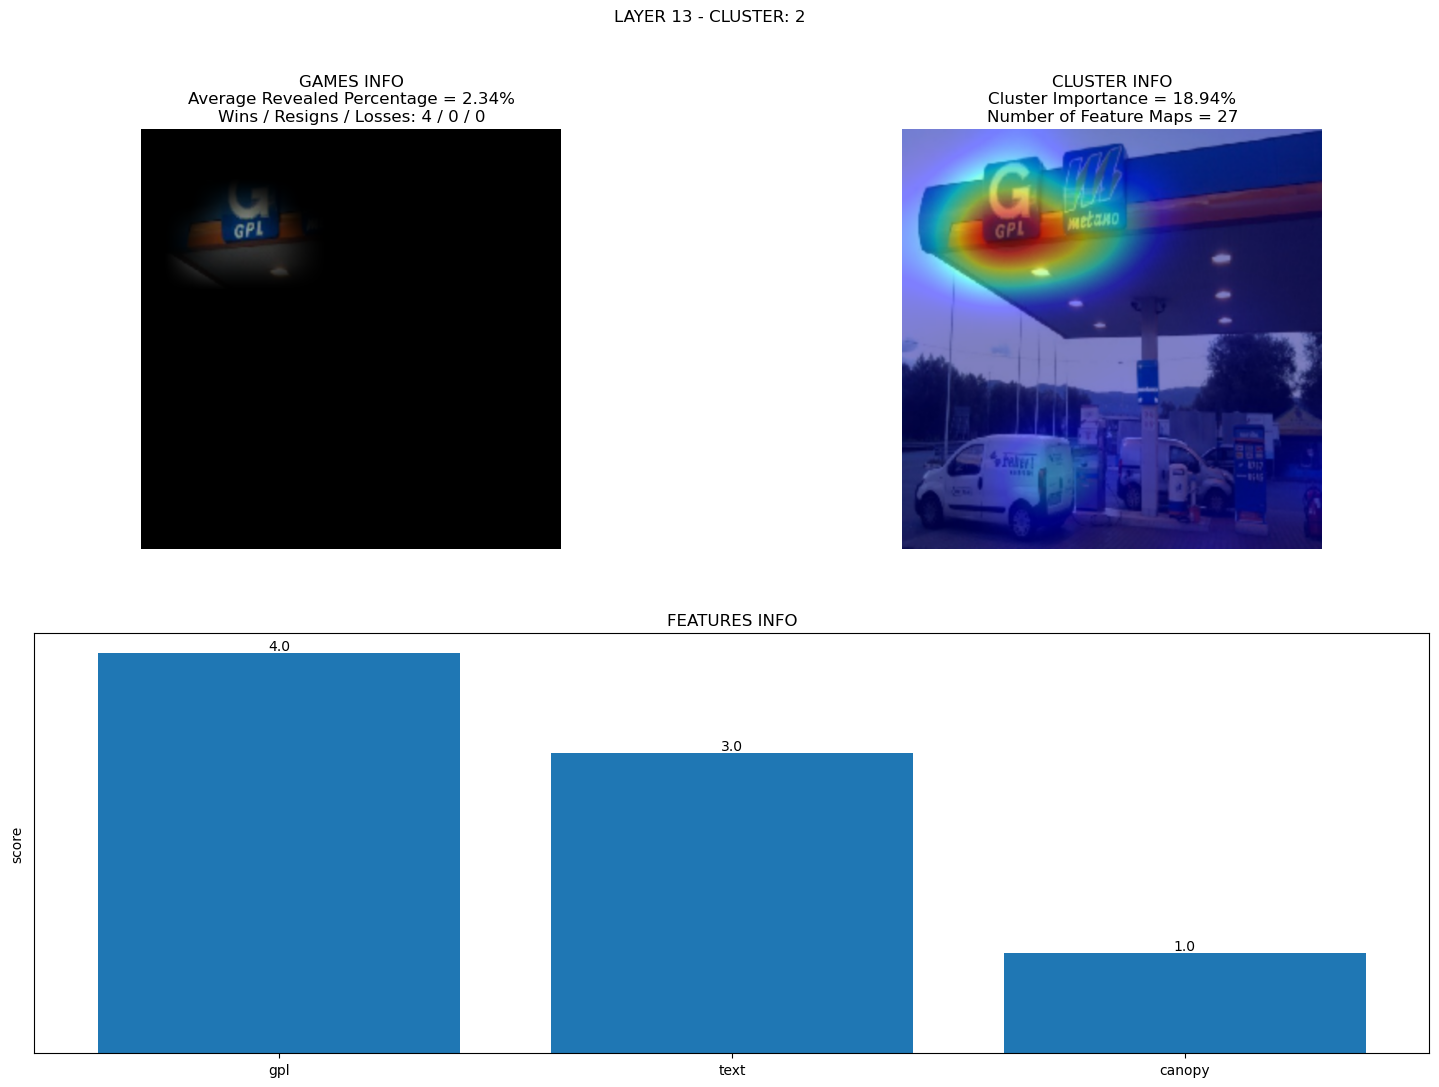 LAYER 13 - CLUSTER: 2
GAMES INFO
Average Revealed Percentage = 2.34%
Wins / Resigns / Losses: 4 / 0 / 0
G
GPL
CLUSTER INFO
Cluster Importance = 18.94%
Number of Feature Maps = 27
G
GPL
metano
FEATURES INFO
score
4.0
3.0
1.0
gpl
text
canopy